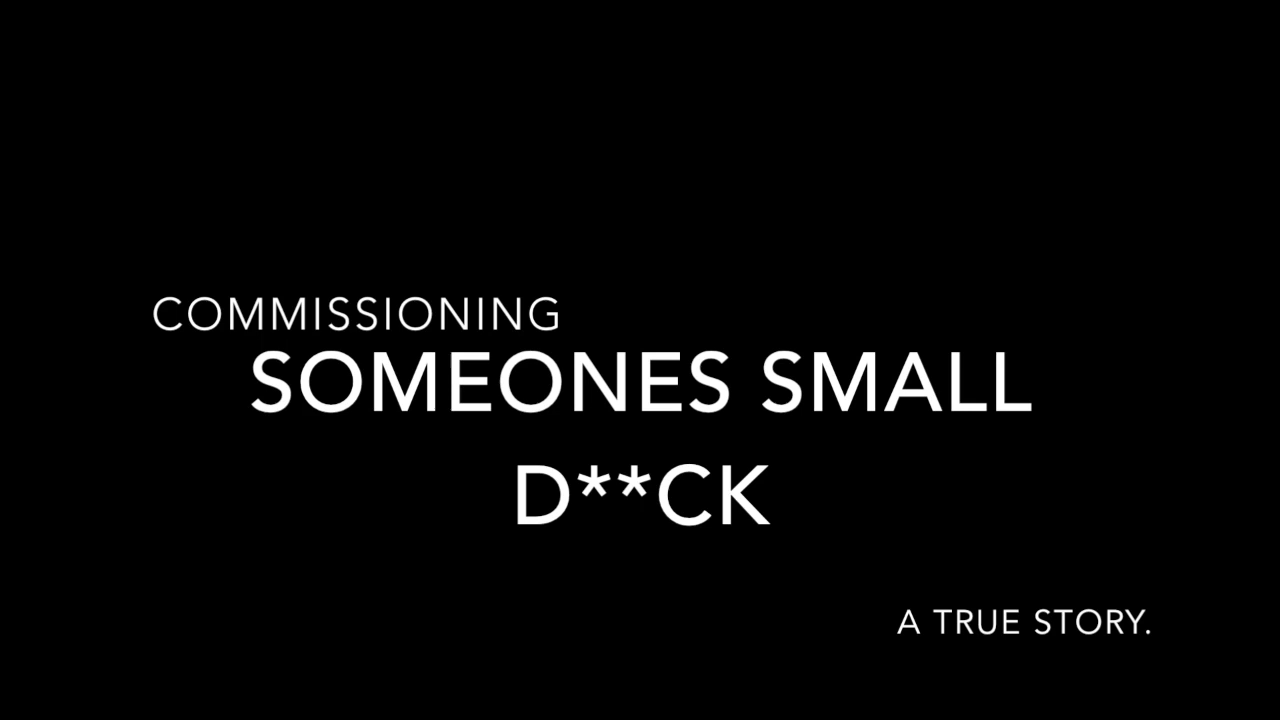 COMMISSIONING
SOMEONES SMALL
D**CK
A TRUE STORY.